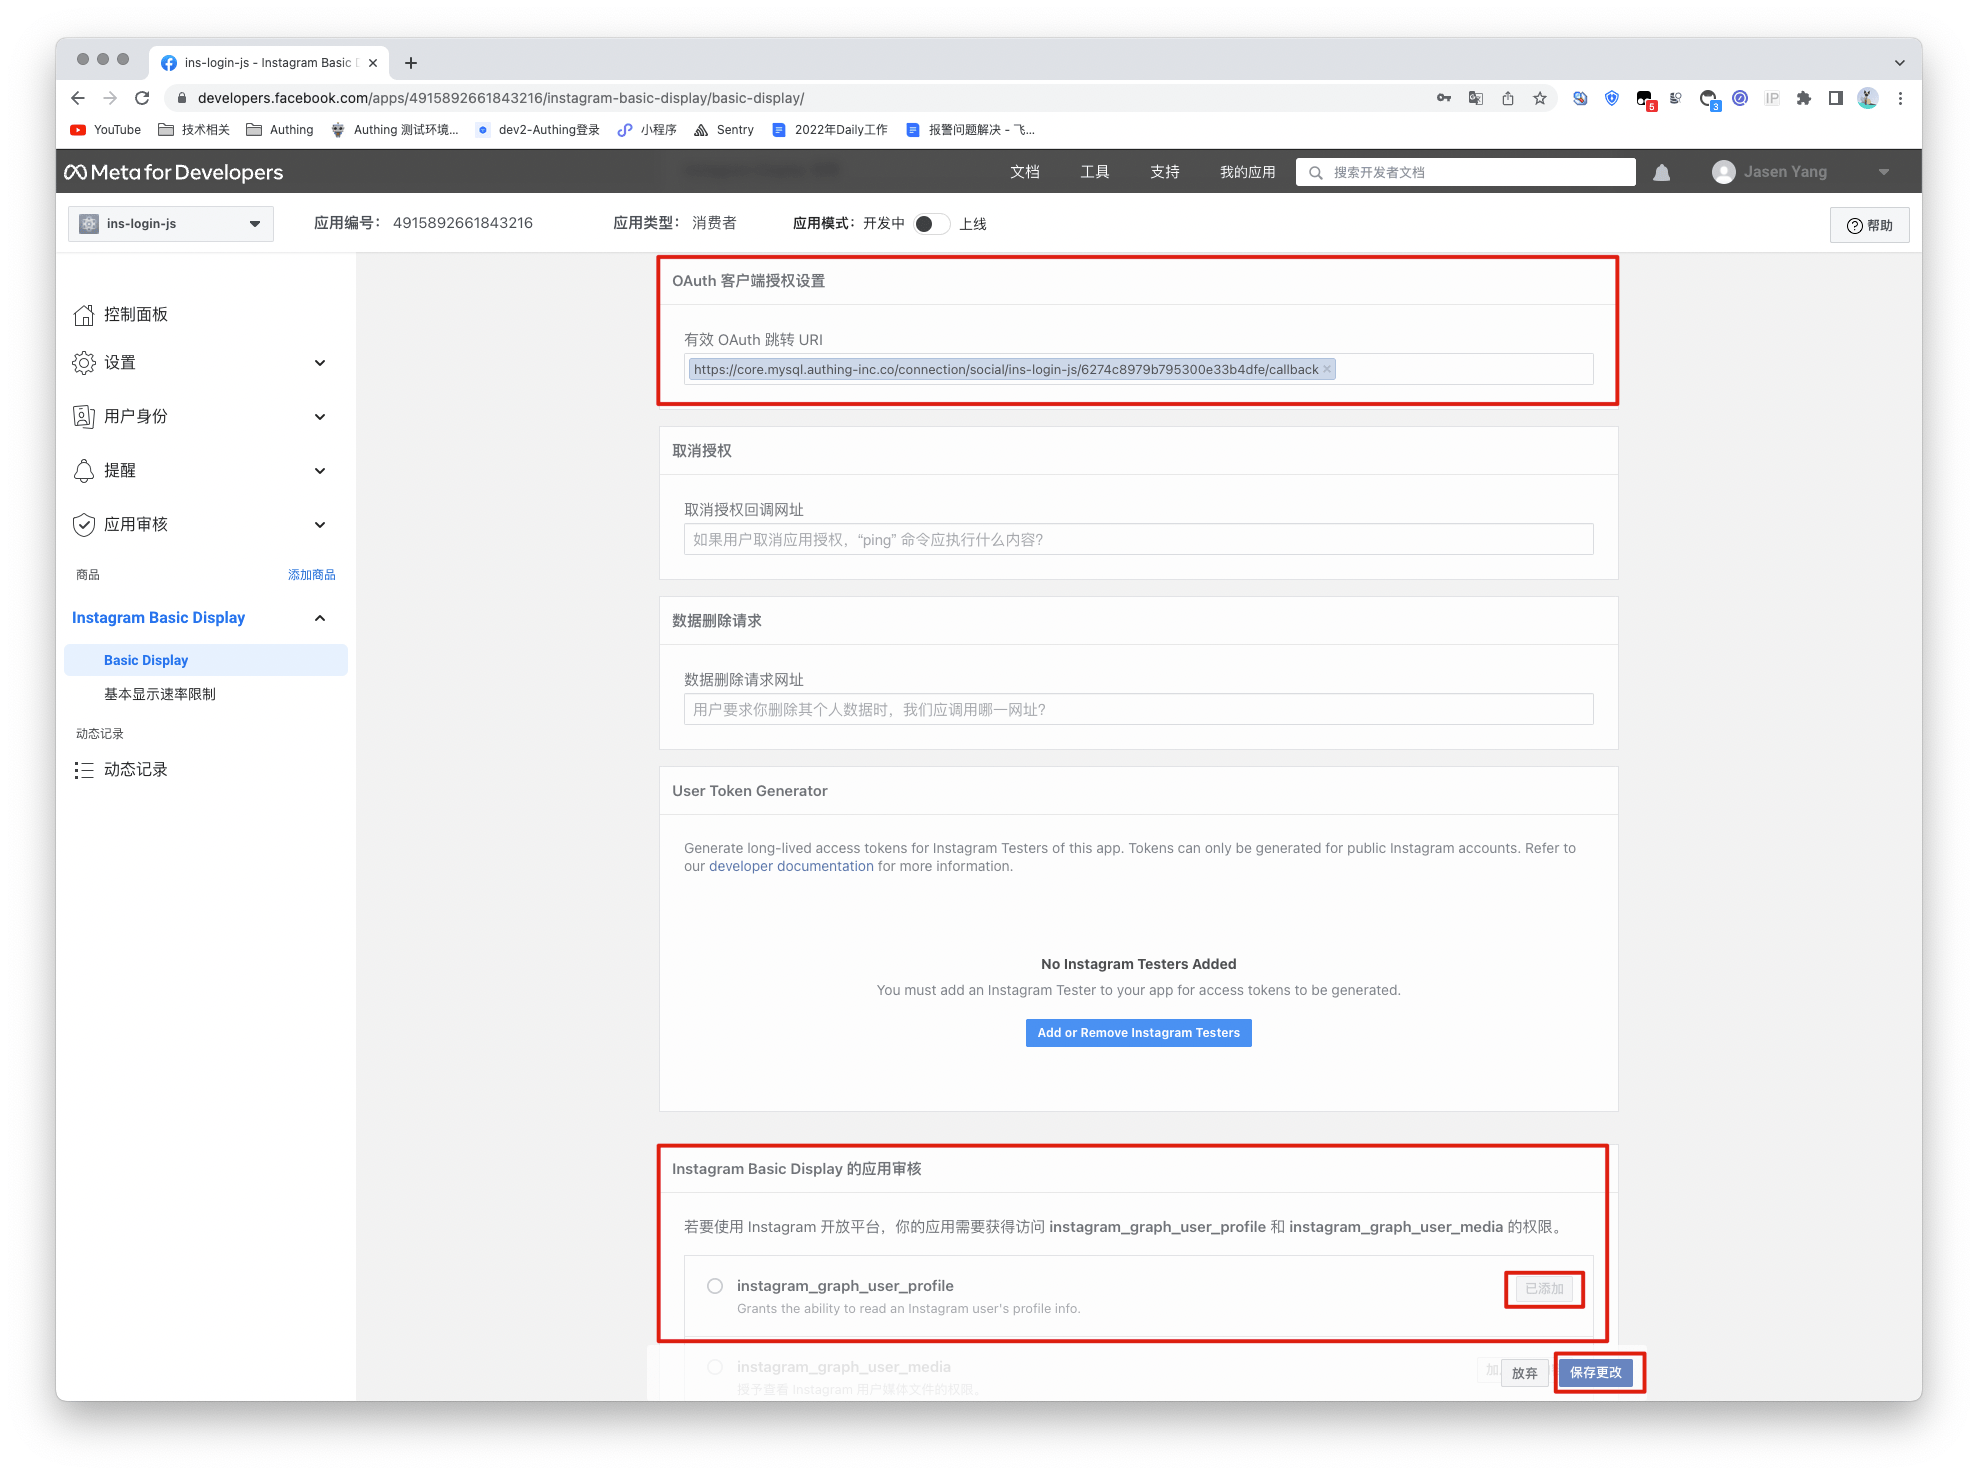 ins-login-js - Instagram Basic D
developers.facebook.com/apps/4915892661843216/instagram-basic-display/basic-display/
5
3
IP
YouTube
技术相关
Authing
Authing 测试环境...
dev2-Authing登录
小程序
Sentry
2022年Daily工作
报警问题解决 - 飞...
Meta for Developers
文档
工具
支持
我的应用
搜索开发者文档
Jasen Yang
ins-login-js
应用编号： 4915892661843216
应用类型： 消费者
应用模式：开发中
上线
帮助
控制面板
设置
用户身份
提醒
应用审核
商品
添加商品
Instagram Basic Display
Basic Display
基本显示速率限制
动态记录
动态记录
OAuth 客户端授权设置
有效 OAuth 跳转 URI
https://core.mysql.authing-inc.co/connection/social/ins-login-js/6274c8979b795300e33b4dfe/callback
取消授权
取消授权回调网址
如果用户取消应用授权，“ping” 命令应执行什么内容？
数据删除请求
数据删除请求网址
用户要求你删除其个人数据时，我们应调用哪一网址？
User Token Generator
Generate long-lived access tokens for Instagram Testers of this app. Tokens can only be generated for public Instagram accounts. Refer to
our developer documentation for more information.
No Instagram Testers Added
You must add an Instagram Tester to your app for access tokens to be generated.
Add or Remove Instagram Testers
Instagram Basic Display 的应用审核
若要使用 Instagram 开放平台，你的应用需要获得访问 instagram_graph_user_profile 和 instagram_graph_user_media 的权限。
instagram_graph_user_profile
已添加
Grants the ability to read an Instagram user's profile info.
instagram_graph_user_media
加
放弃
保存更改
授予查看 Instagram 用户媒体文件的权限。